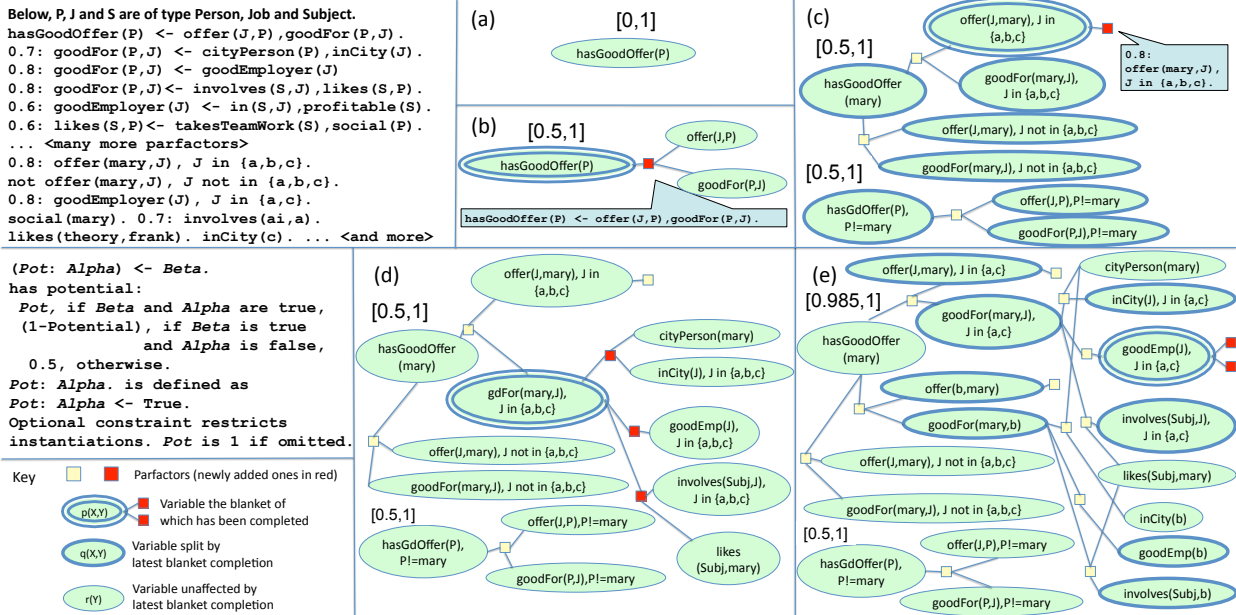 Below, P, J and S are of type Person, Job and Subject.
hasGoodOffer(P) <- offer(J,P),goodFor(P,J).
0.7: goodFor(P,J) <- cityPerson(P),inCity(J).
0.8: goodFor(P,J) <- goodEmployer(J)
0.8: goodFor(P,J)<- involves(S,J),likes(S,P).
0.6: goodEmployer(J) <- in(S,J),profitable(S).
0.6: likes(S,P)<- takesTeamWork(S),social(P).
... <many more parfactors>
0.8: offer(mary,J), J in {a,b,c}.
not offer(mary,J), J not in {a,b,c}.
0.8: goodEmployer(J), J in {a,c}.
social(mary). 0.7: involves(ai,a).
likes(theory,frank). inCity(c). ... <and more>
(a)
[0,1]
hasGoodOffer(P)
(b)
[0.5,1]
offer(J,P)
hasGoodOffer(P)
goodFor(P,J)
hasGoodOffer(P) <- offer(J,P),goodFor(P,J).
(c)
offer(J,mary), J in
{a,b,c}
[0.5,1]
0.8:
offer(mary,J),
J in {a,b,c}.
hasGoodOffer
(mary)
goodFor(mary,J),
J in {a,b,c}
offer(J,mary), J not in {a,b,c}
goodFor(mary,J), J not in {a,b,c}
[0.5,1]
hasGdOffer(P),
P!=mary
offer(J,P),P!=mary
goodFor(P,J),P!=mary
(Pot: Alpha) <- Beta.
has potential:
Pot, if Beta and Alpha are true,
(1-Potential), if Beta is true
and Alpha is false,
0.5, otherwise.
Pot: Alpha. is defined as
Pot: Alpha <- True.
Optional constraint restricts
instantiations. Pot is 1 if omitted.
Key
Parfactors (newly added ones in red)
p(X,Y)
Variable the blanket of
which has been completed
q(X,Y)
Variable split by
latest blanket completion
r(Y)
Variable unaffected by
latest blanket completion
(d)
offer(J,mary), J in
{a,b,c}
[0.5,1]
hasGoodOffer
(mary)
cityPerson(mary)
inCity(J), J in {a,b,c}
gdFor(mary,J),
J in {a,b,c}
goodEmp(J),
J in {a,b,c}
offer(J,mary), J not in {a,b,c}
involves(Subj,J),
J in {a,b,c}
goodFor(mary,J), J not in {a,b,c}
[0.5,1]
offer(J,P),P!=mary
hasGdOffer(P),
P!=mary
goodFor(P,J),P!=mary
likes
(Subj,mary)
(e)
offer(J,mary), J in {a,c}
cityPerson(mary)
[0.985,1]
inCity(J), J in {a,c}
goodFor(mary,J),
J in {a,c}
hasGoodOffer
(mary)
goodEmp(J),
J in {a,c}
offer(b,mary)
goodFor(mary,b)
involves(Subj,J),
J in {a,c}
offer(J,mary), J not in {a,b,c}
likes(Subj,mary)
goodFor(mary,J), J not in {a,b,c}
inCity(b)
[0.5,1]
offer(J,P),P!=mary
goodEmp(b)
hasGdOffer(P),
P!=mary
goodFor(P,J),P!=mary
involves(Subj,b)